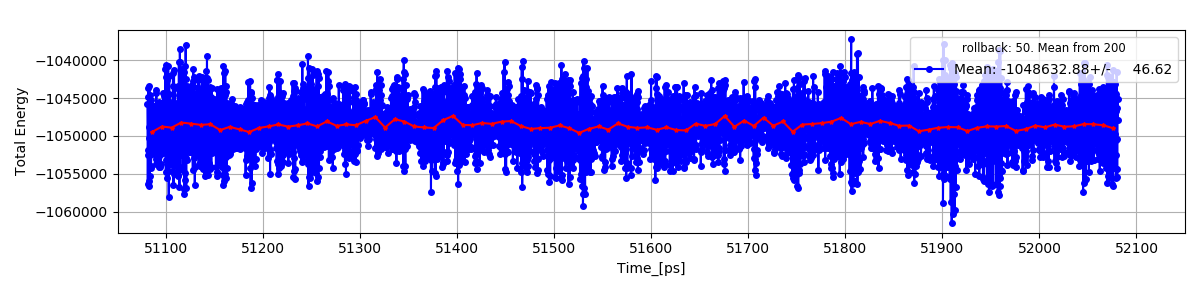 rollback: 50. Mean from 200
Mean: -1048632.88+/- 46.62
Total Energy
−1040000
−1045000
−1050000
−1055000
−1060000
51100 51200 51300 51400 51500 51600 51700 51800 51900 52000 52100
Time_[ps]